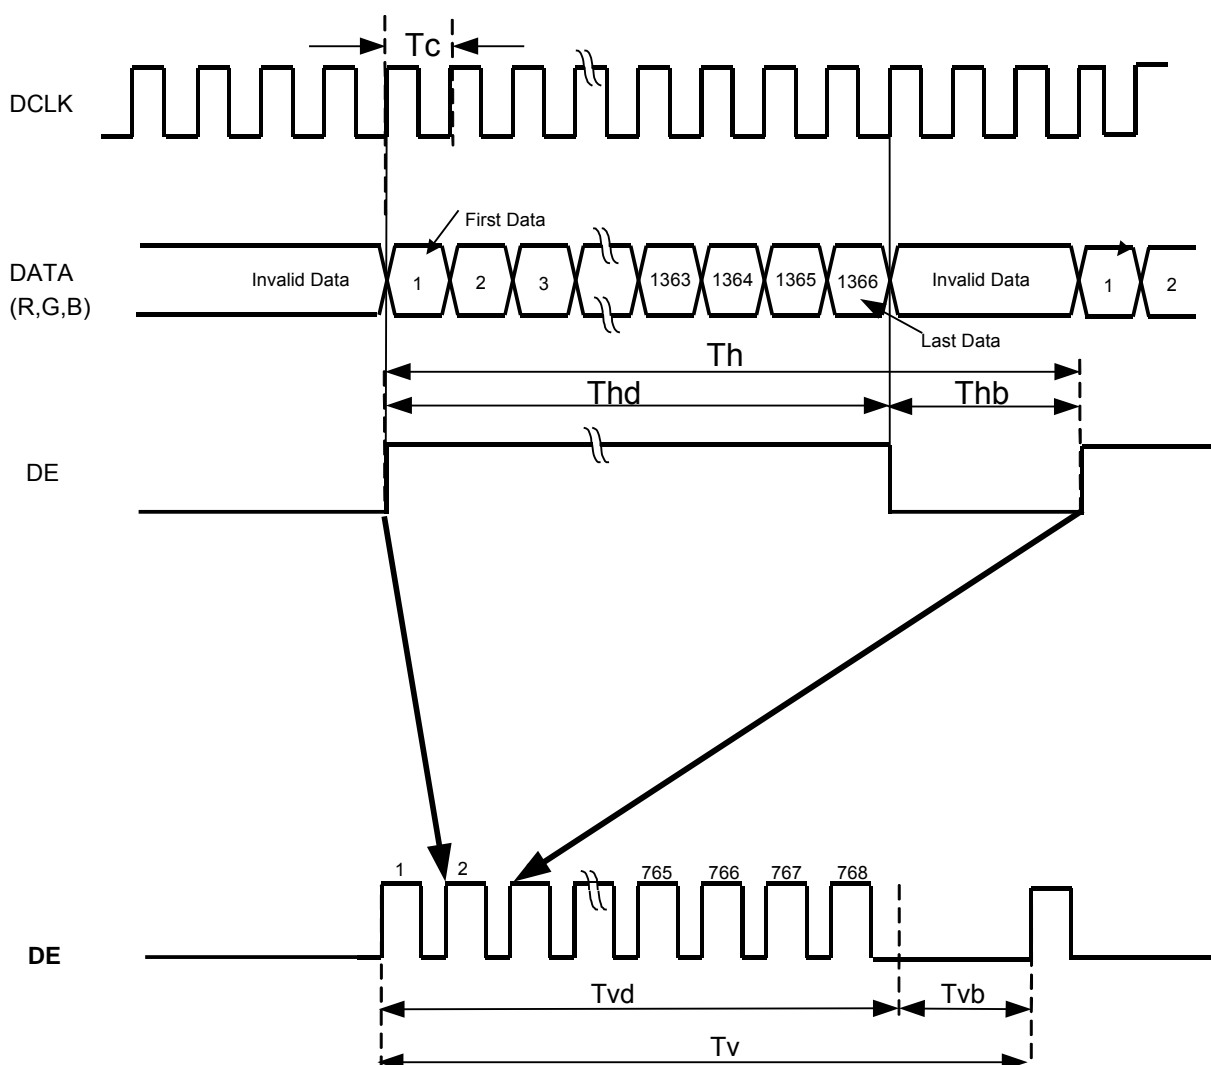 Tc
DCLK
First Data
DATA
(R,G,B)
Invalid Data 1 2 3 1363 1364 1365 1366 Invalid Data 1 2
Last Data
Th
Thd Thb
DE
1 2 765 766 767 768
DE
Tvd Tvb
Tv